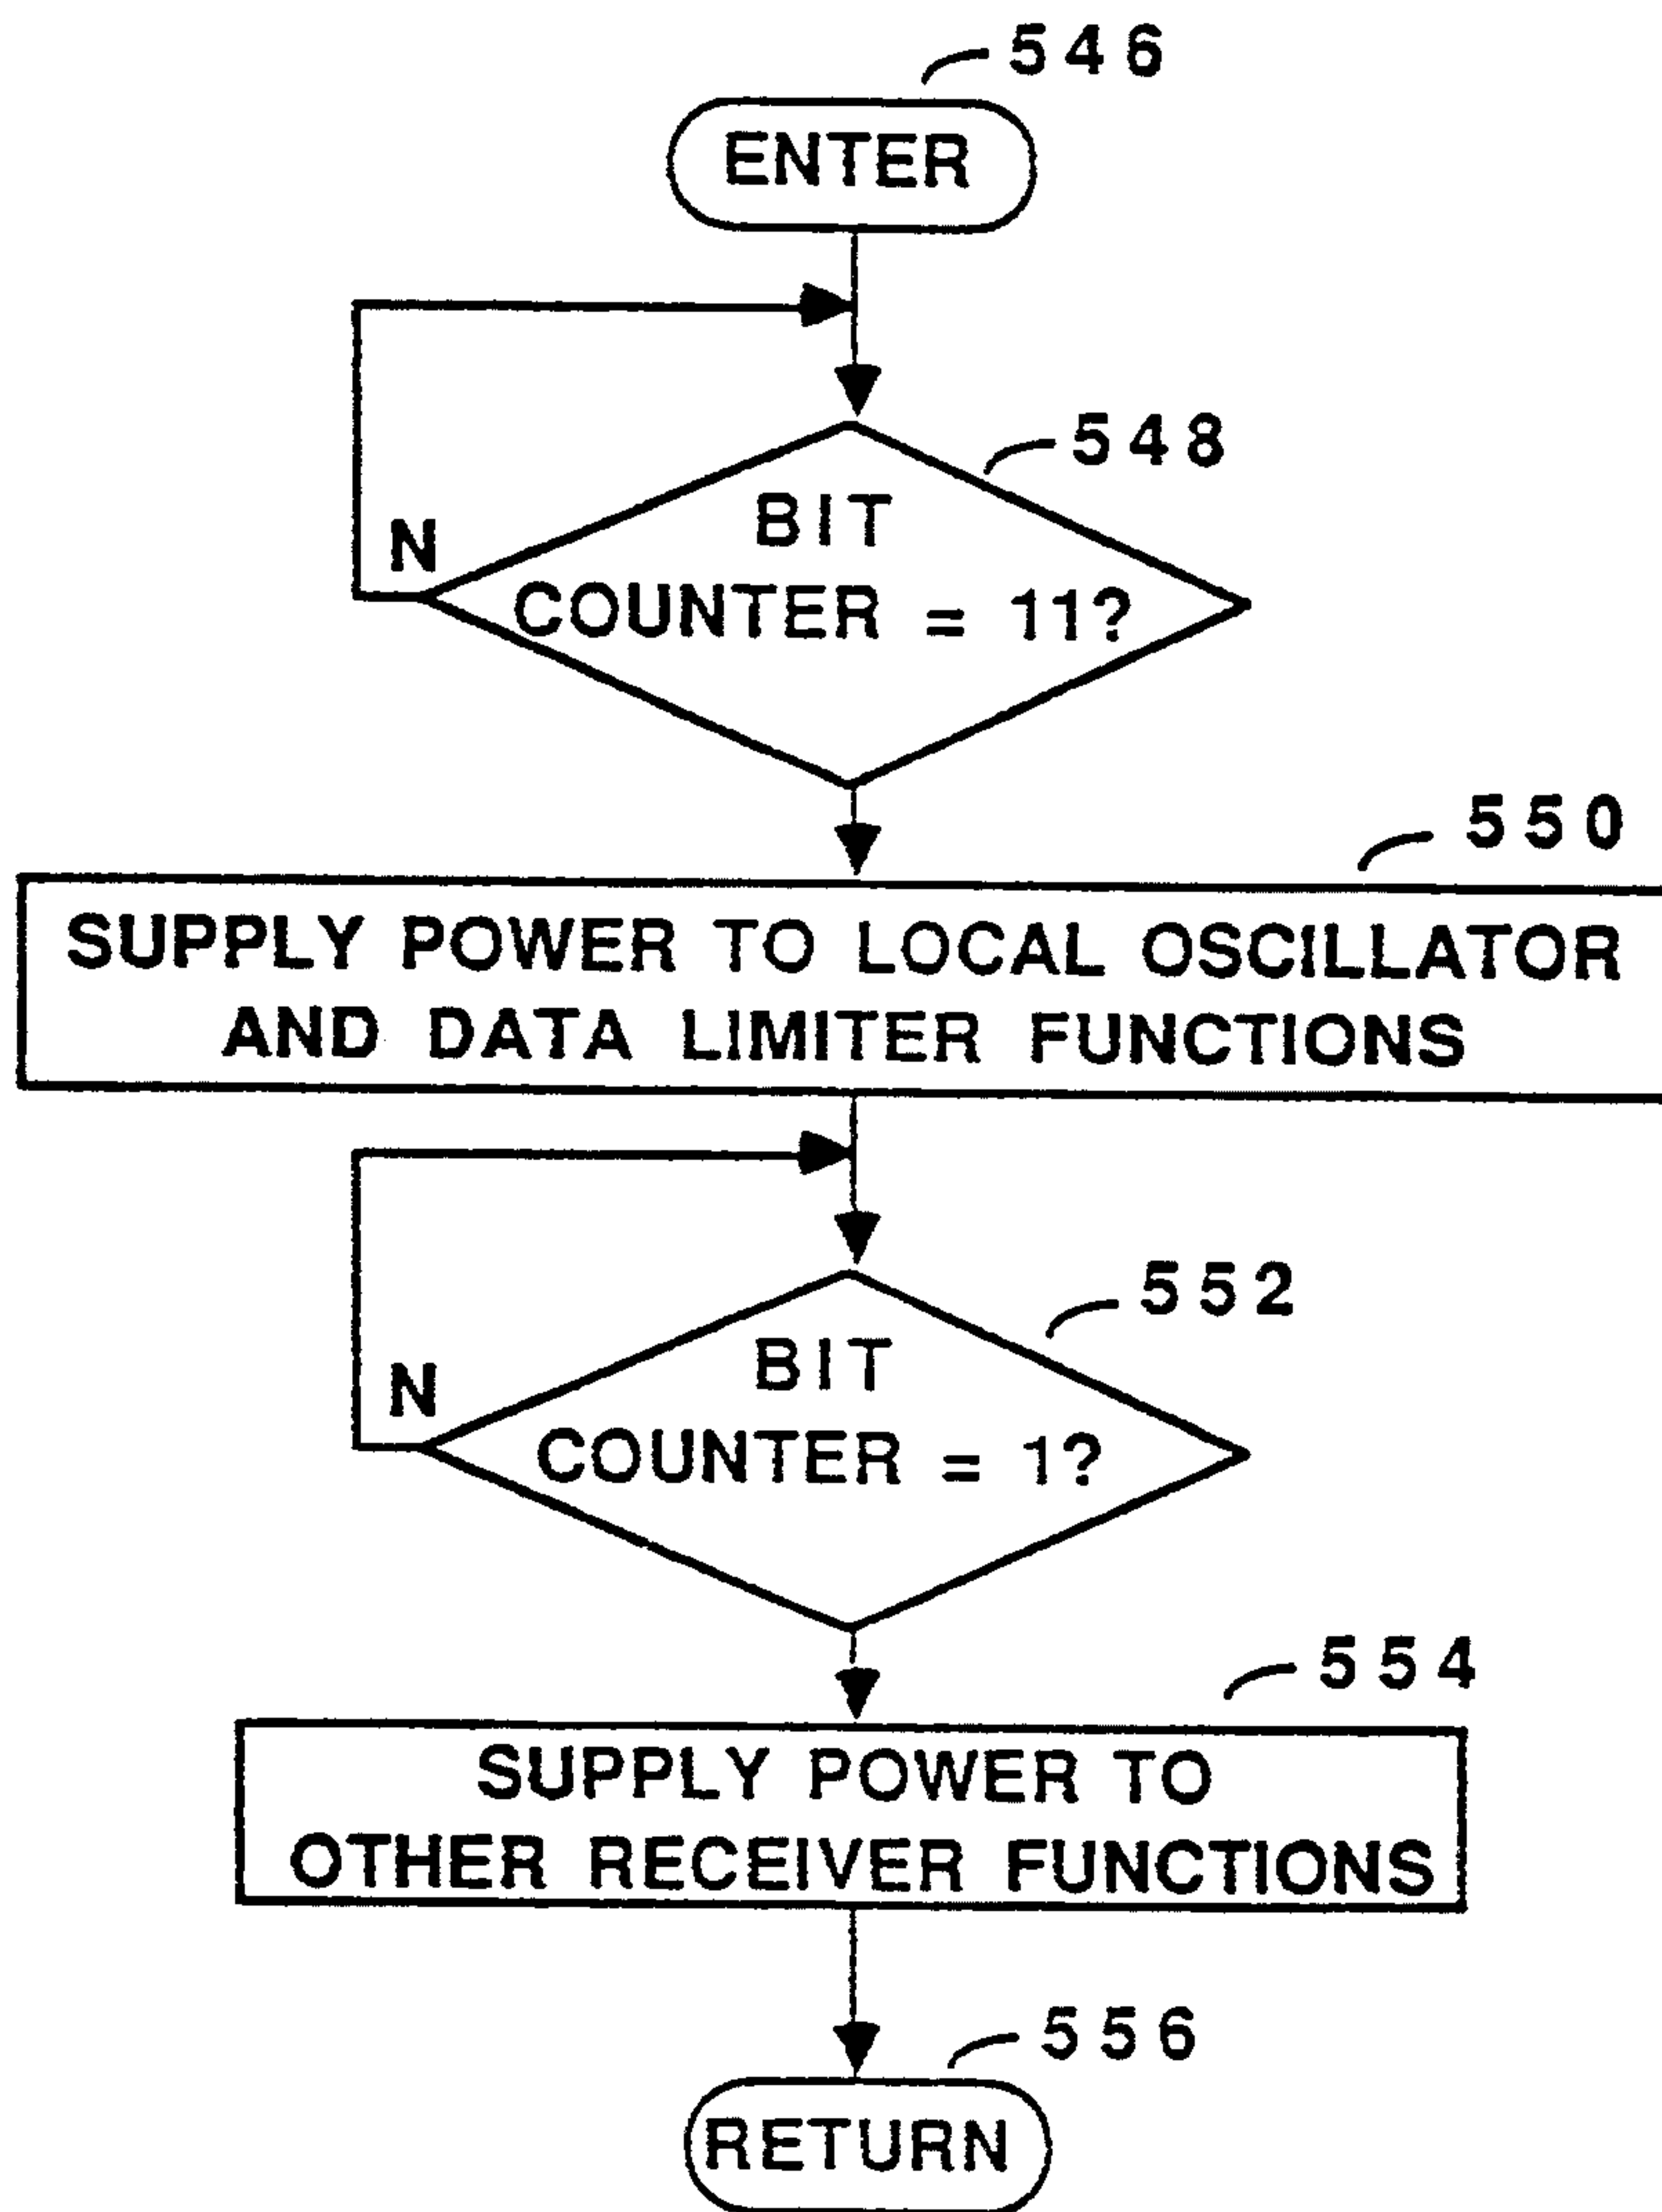 546
ENTER
548
N
BIT
COUNTER = 11?
550
SUPPLY POWER TO LOCAL OSCILLATOR
AND DATA LIMITER FUNCTIONS
552
N
BIT
COUNTER = 1?
554
SUPPLY POWER TO
OTHER RECEIVER FUNCTIONS
556
RETURN